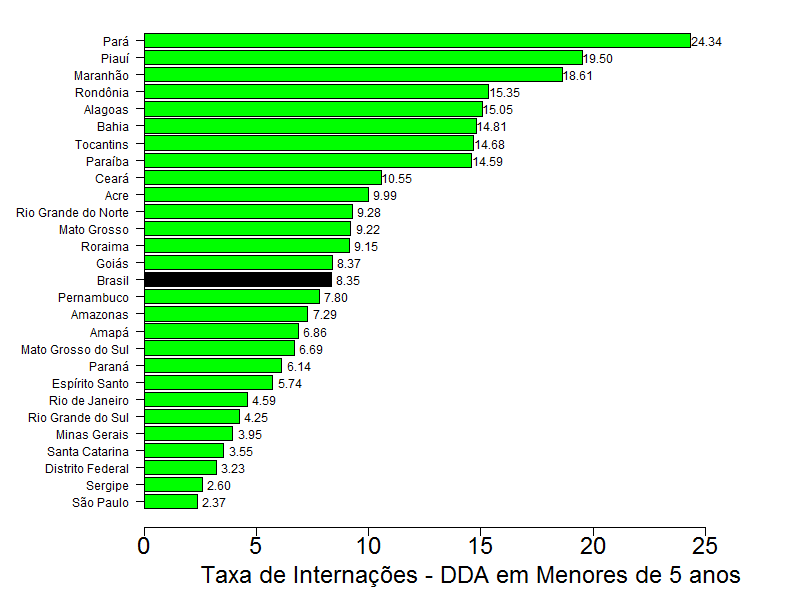 Pará 24.34
Piauí 19.50
Maranhão 18.61
Rondônia 15.35
Alagoas 15.05
Bahia 14.81
Tocantins 14.68
Paraíba 14.59
Ceará 10.55
Acre 9.99
Rio Grande do Norte 9.28
Mato Grosso 9.22
Roraima 9.15
Goiás 8.37
Brasil 8.35
Pernambuco 7.80
Amazonas 7.29
Amapá 6.86
Mato Grosso do Sul 6.69
Paraná 6.14
Espírito Santo 5.74
Rio de Janeiro 4.59
Rio Grande do Sul 4.25
Minas Gerais 3.95
Santa Catarina 3.55
Distrito Federal 3.23
Sergipe 2.60
São Paulo 2.37
0 5 10 15 20 25
Taxa de Internações - DDA em Menores de 5 anos